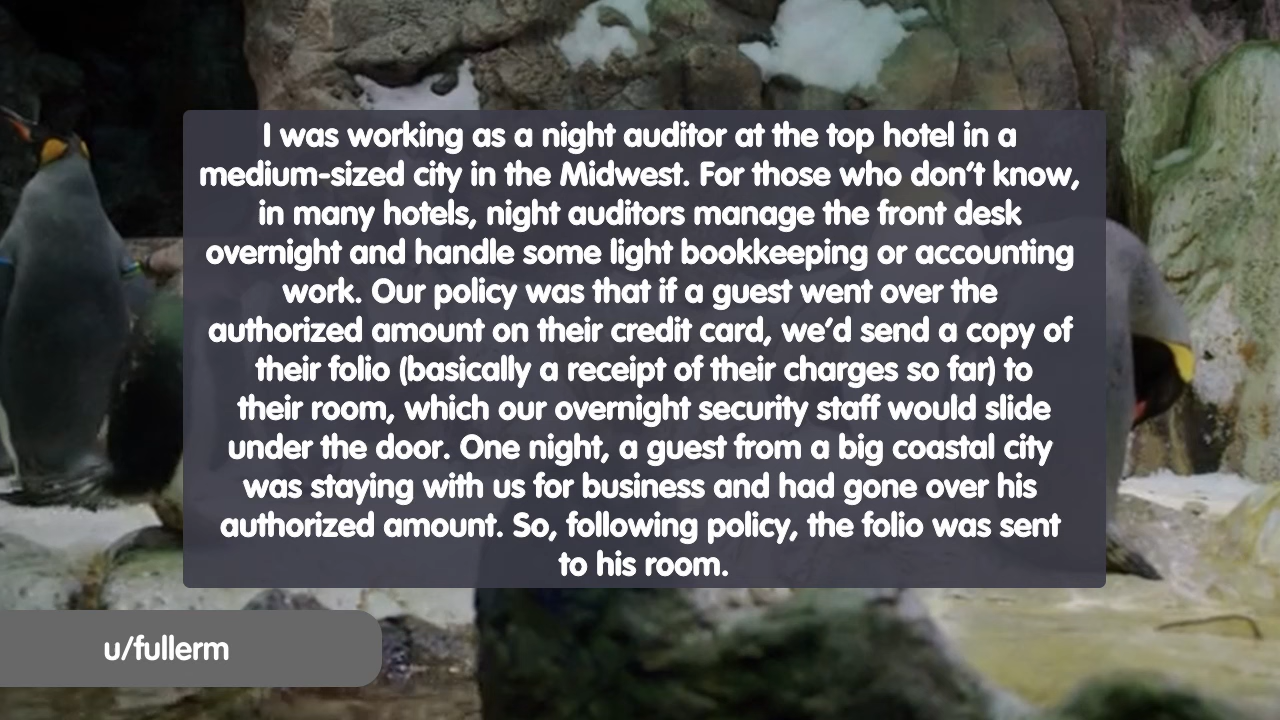 I was working as a night auditor at the top hotel in a
medium-sized city in the Midwest. For those who don't know,
in many hotels, night auditors manage the front desk
overnight and handle some light bookkeeping or accounting
work. Our policy was that if a guest went over the
authorized amount on their credit card, we'd send a copy of
their folio (basically a receipt of their charges so far) to
their room, which our overnight security staff would slide
under the door. One night, a guest from a big coastal city
was staying with us for business and had gone over his
authorized amount. So, following policy, the folio was sent
to his room.
u/fullerm